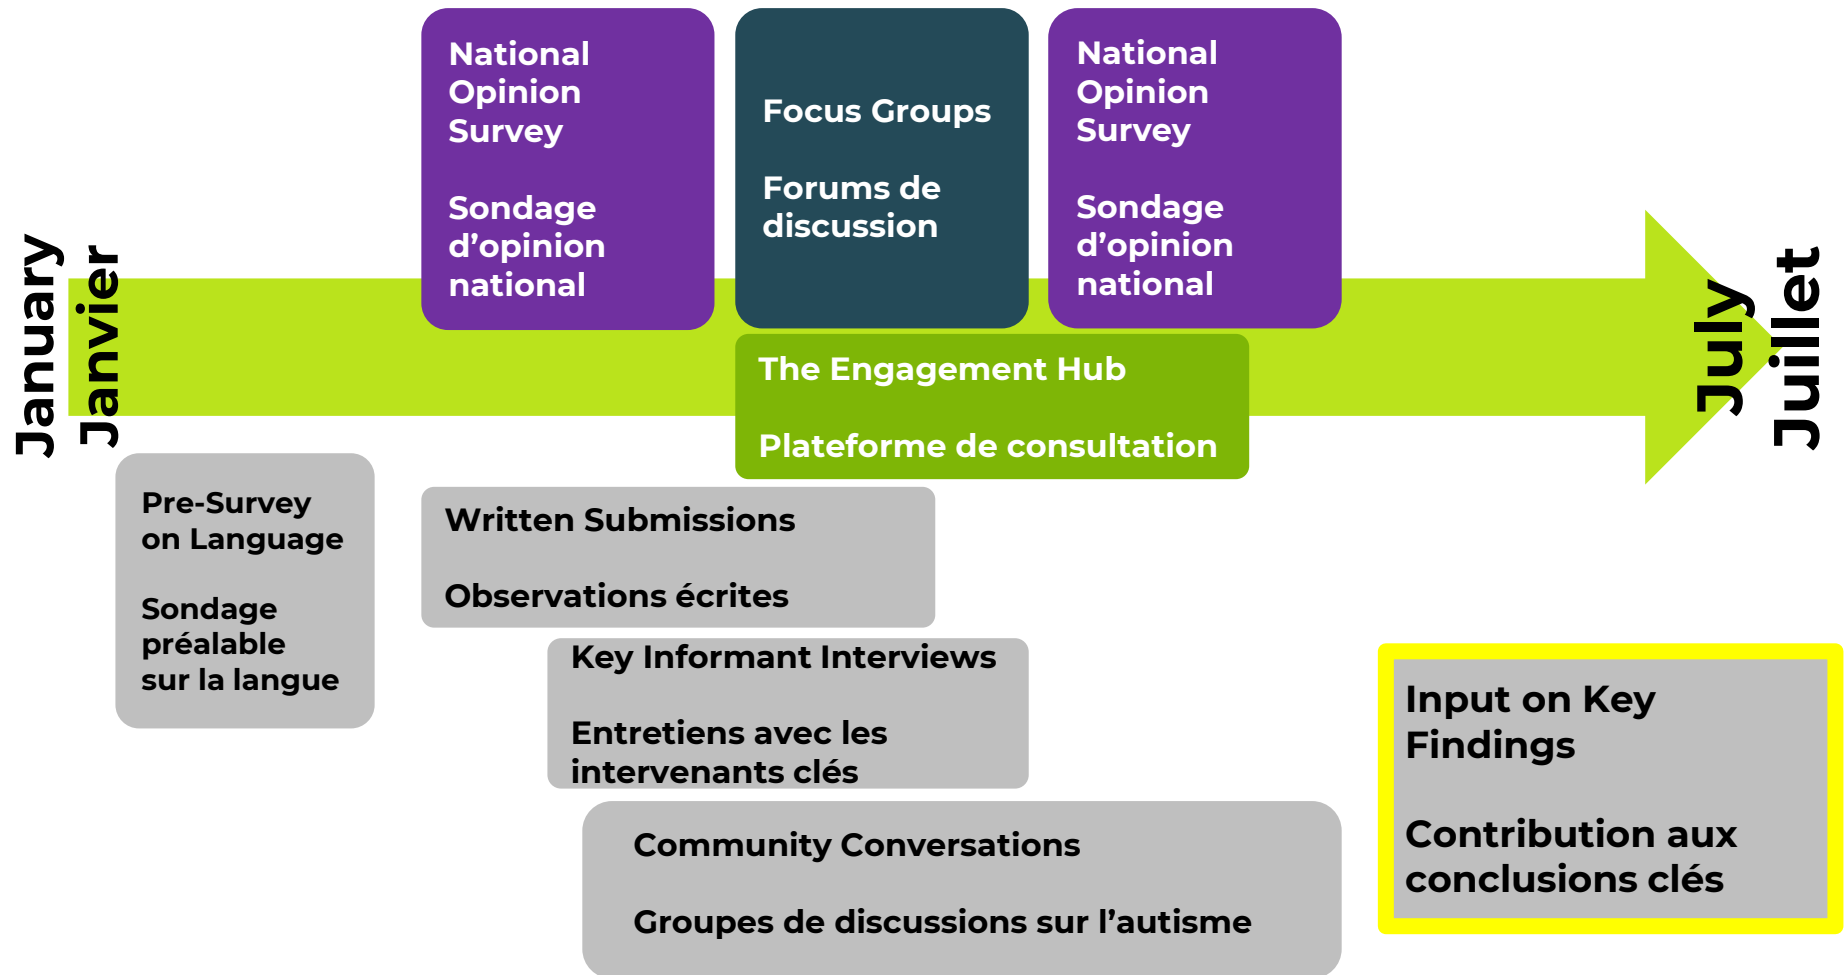 January
Janvier
National
Opinion
Survey
Sondage
d’opinion
national
Focus Groups
Forums de
discussion
National
Opinion
Survey
Sondage
d’opinion
national
July
Juillet
The Engagement Hub
Plateforme de consultation
Pre-Survey
on Language
Sondage
préalable
sur la langue
Written Submissions
Observations écrites
Key Informant Interviews
Entretiens avec les
intervenants clés
Community Conversations
Groupes de discussions sur l’autisme
Input on Key
Findings
Contribution aux
conclusions clés